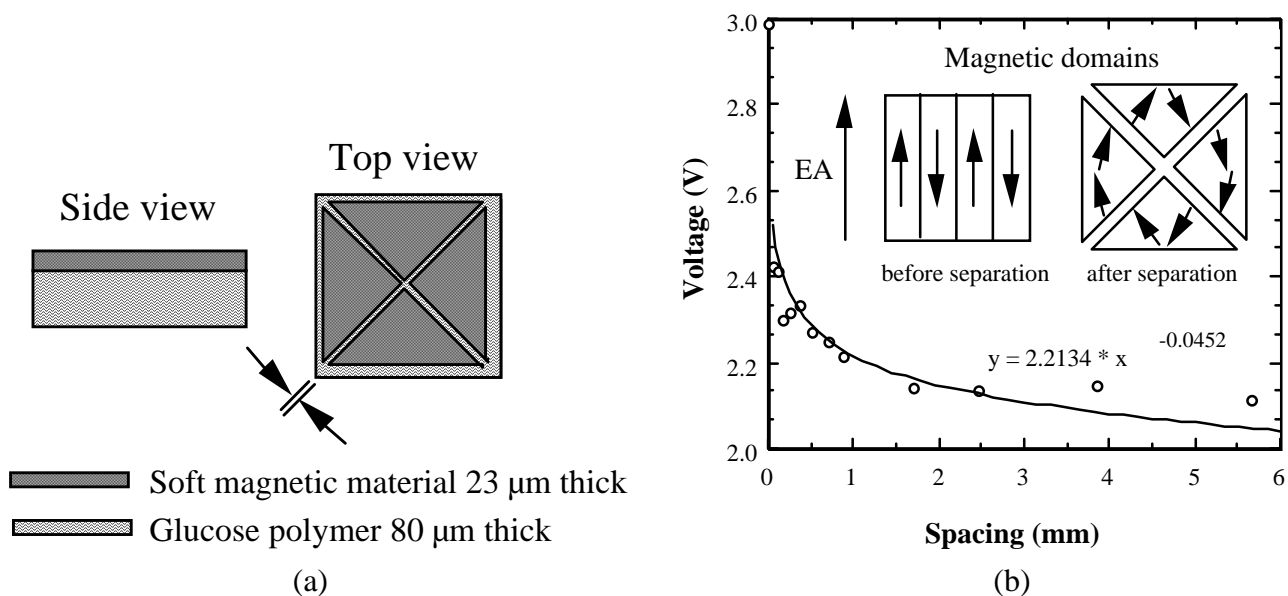 Top view
Side view
Soft magnetic material 23 µm thick
Glucose polymer 80 µm thick
(a)
3.0
2.8
2.6
2.4
2.2
2.0
Voltage (V)
Magnetic domains
EA
before separation
after separation
y = 2.2134 * x -0.0452
0 1 2 3 4 5 6
Spacing (mm)
(b)